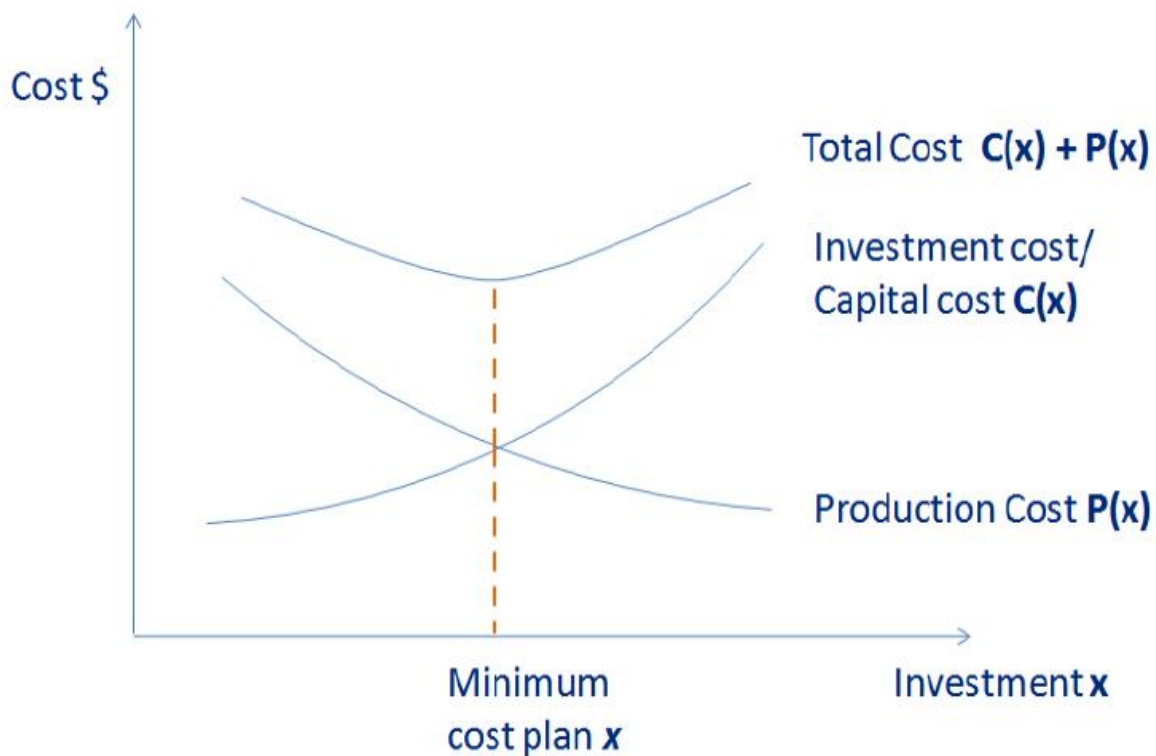 Cost $
Total Cost C(x) + P(x)
Investment cost/
Capital cost C(x)
Production Cost P(x)
Minimum
cost plan x
Investment x